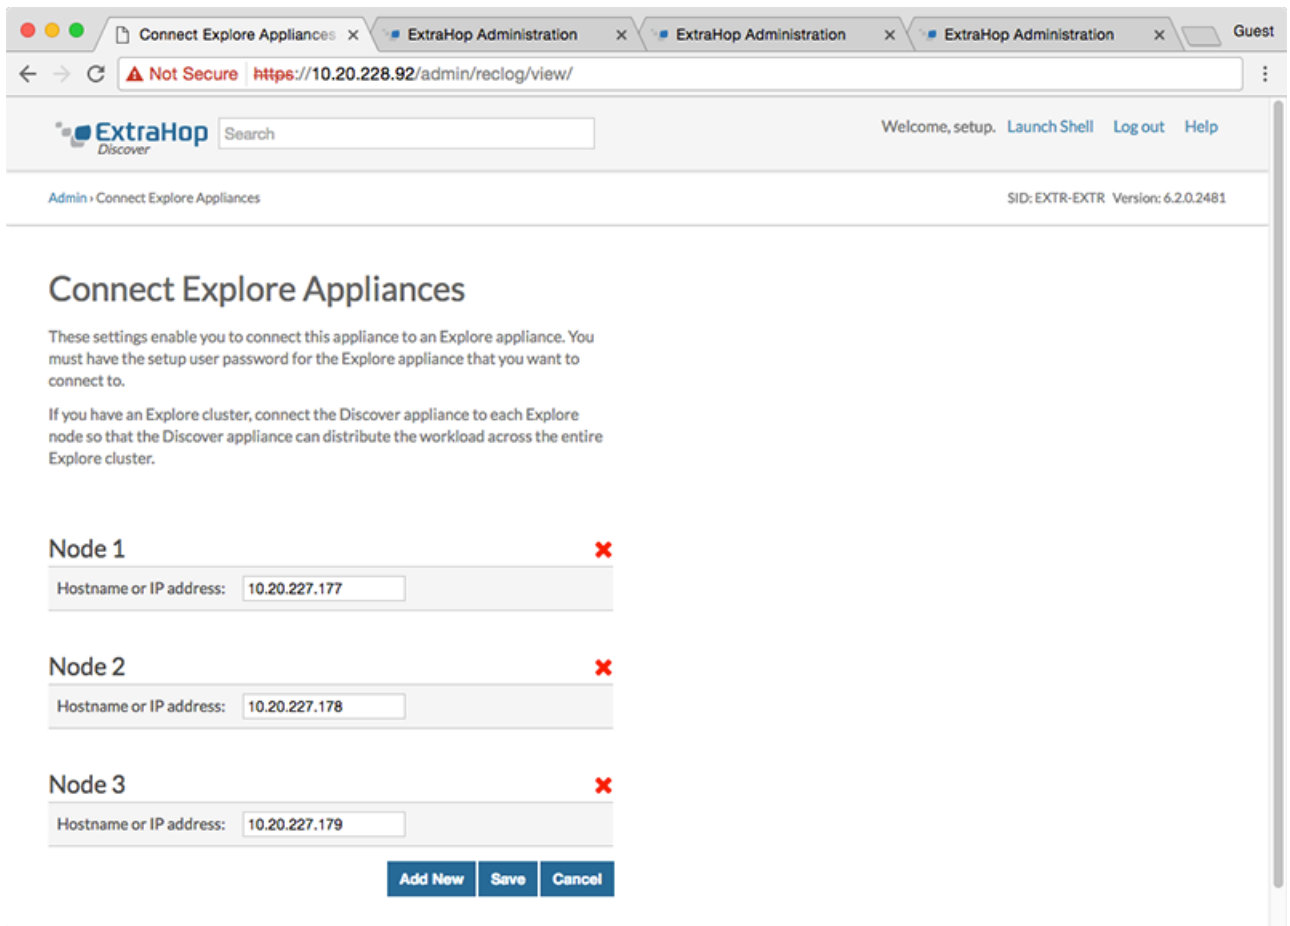 Connect Explore Appliances
ExtraHop Administration
ExtraHop Administration
ExtraHop Administration
Guest
Not Secure https://10.20.228.92/admin/reclog/view/
ExtraHop
Discover
Search
Welcome, setup. Launch Shell Log out Help
Admin › Connect Explore Appliances
SID: EXTR-EXTR Version: 6.2.0.2481
Connect Explore Appliances
These settings enable you to connect this appliance to an Explore appliance. You
must have the setup user password for the Explore appliance that you want to
connect to.
If you have an Explore cluster, connect the Discover appliance to each Explore
node so that the Discover appliance can distribute the workload across the entire
Explore cluster.
Node 1
Hostname or IP address: 10.20.227.177
Node 2
Hostname or IP address: 10.20.227.178
Node 3
Hostname or IP address: 10.20.227.179
Add New Save Cancel